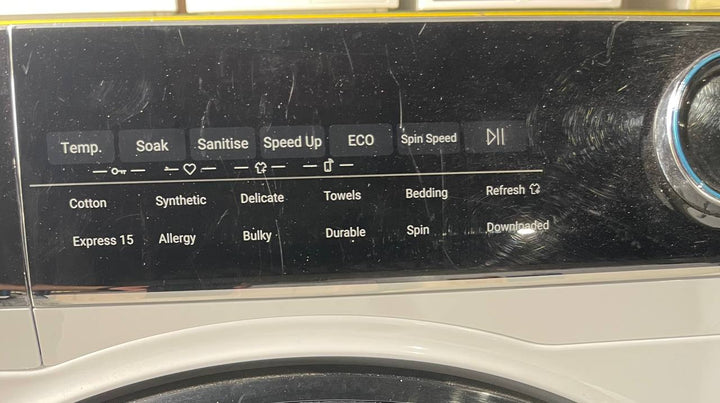 Temp. Soak Sanitise Speed Up ECO Spin Speed
Cotton Synthetic Delicate Towels Bedding Refresh
Express 15 Allergy Bulky Durable Spin Downloaded